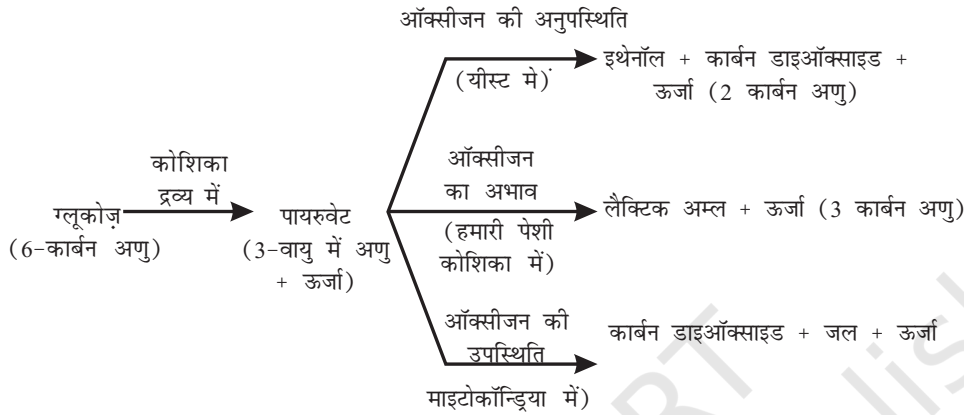 ऑक्सीजन की अनुपस्थिति
(यीस्ट में)
इथेनॉल + कार्बन डाइऑक्साइड +
ऊर्जा (2 कार्बन अणु)
कोशिका
द्रव्य में
ग्लूकोज़
(6-कार्बन अणु)
पायरुवेट
(3-वायु में अणु
+ ऊर्जा)
ऑक्सीजन
का अभाव
(हमारी पेशी
कोशिका में)
लैक्टिक अम्ल + ऊर्जा (3 कार्बन अणु)
ऑक्सीजन की
उपस्थिति
माइटोकॉन्ड्रिया में)
कार्बन डाइऑक्साइड + जल + ऊर्जा